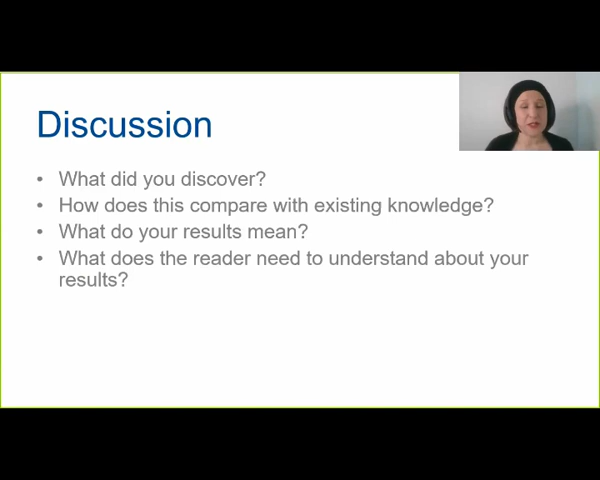 Discussion
• What did you discover?
• How does this compare with existing knowledge?
• What do your results mean?
• What does the reader need to understand about your
results?